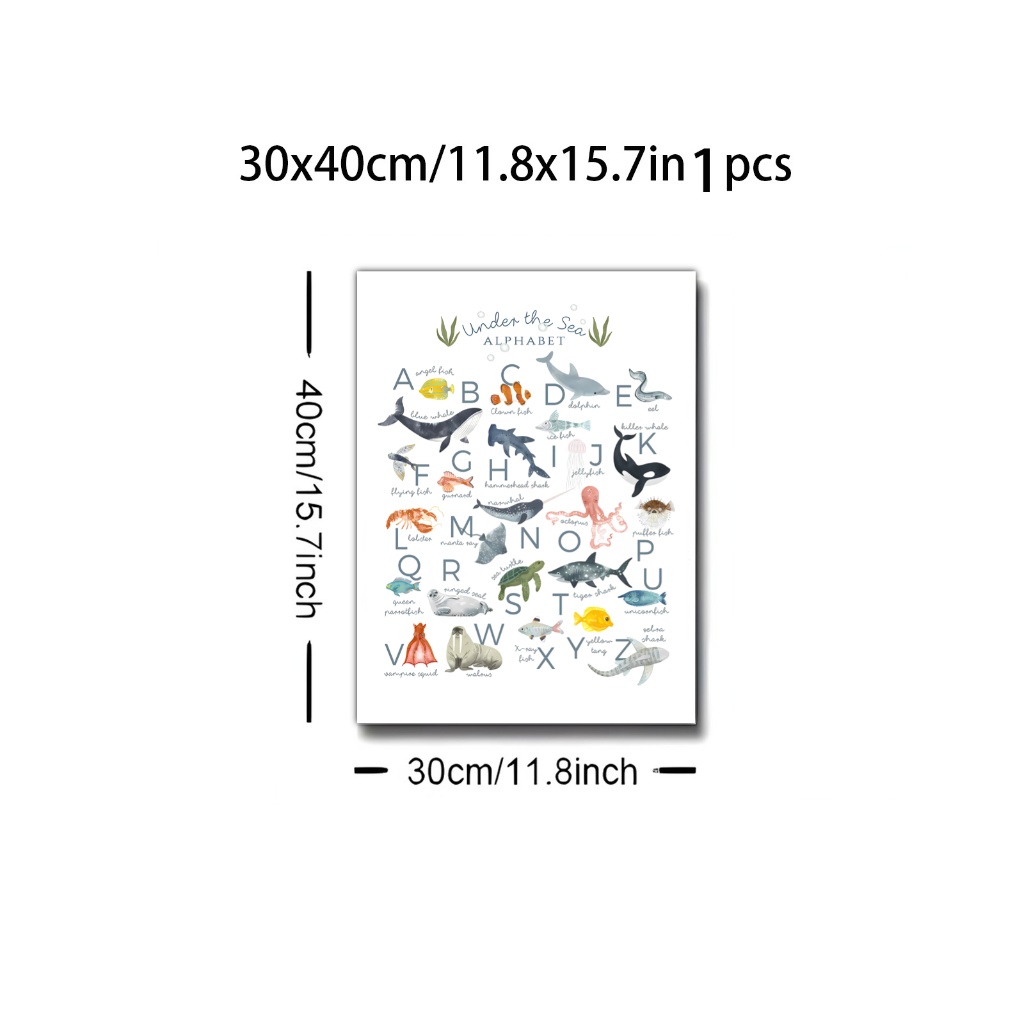 30x40cm/11.8x15.7in 1 pcs
40cm/15.7inch
Under the Sea
ALPHABET
A angel fish
B blue whale
C clown fish
D dolphin
E eel
F flying fish
G gurnard
H hammerhead shark
I ice fish
J jellyfish
K killer whale
L lobster
M manta ray
N narwhal
O octopus
P puffer fish
Q queen parrotfish
R ringed seal
S sea turtle
T tiger shark
U unicornfish
V vampire squid
W walrus
X x-ray fish
Y yellow tang
Z zebra shark
30cm/11.8inch